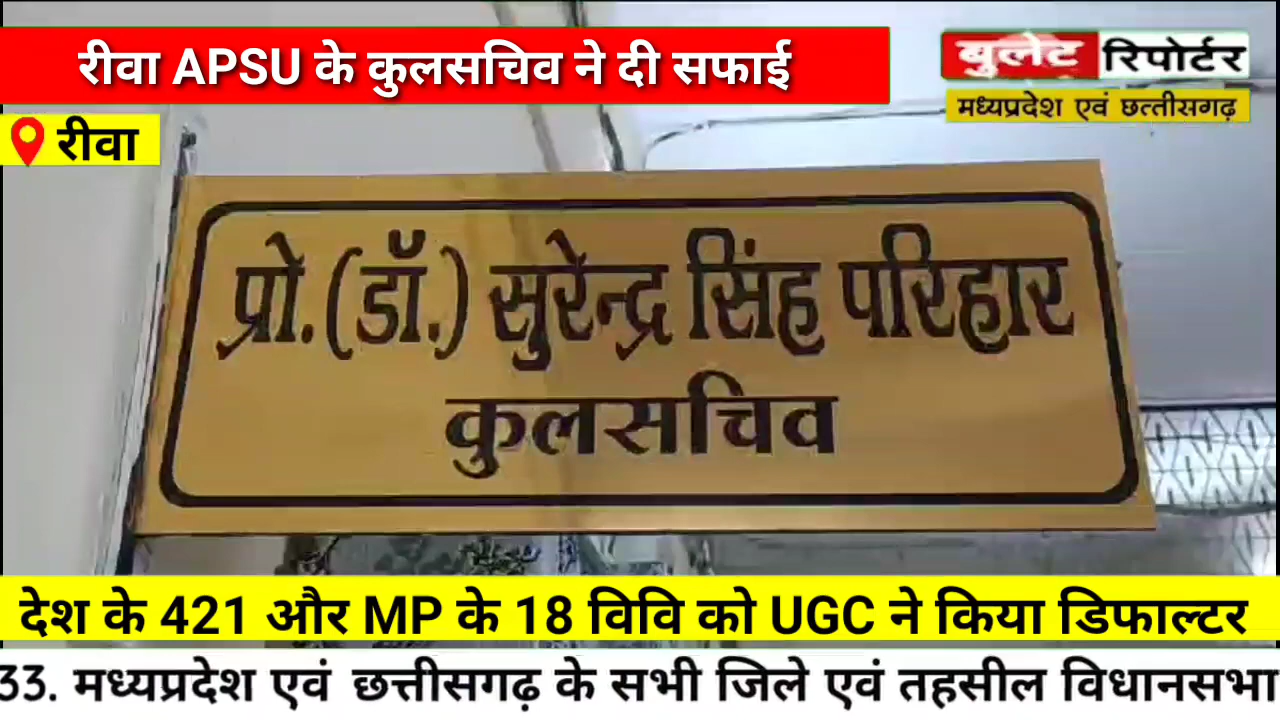 रीवा APSU के कुलसचिव ने दी सफाई
बुलेट रिपोर्टर
मध्यप्रदेश एवं छत्तीसगढ़
रीवा
प्रो.(डॉ.) सुरेन्द्र सिंह परिहार
कुलसचिव
देश के 421 और MP के 18 विवि को UGC ने किया डिफाल्टर
33. मध्यप्रदेश एवं छत्तीसगढ़ के सभी जिले एवं तहसील विधानसभा